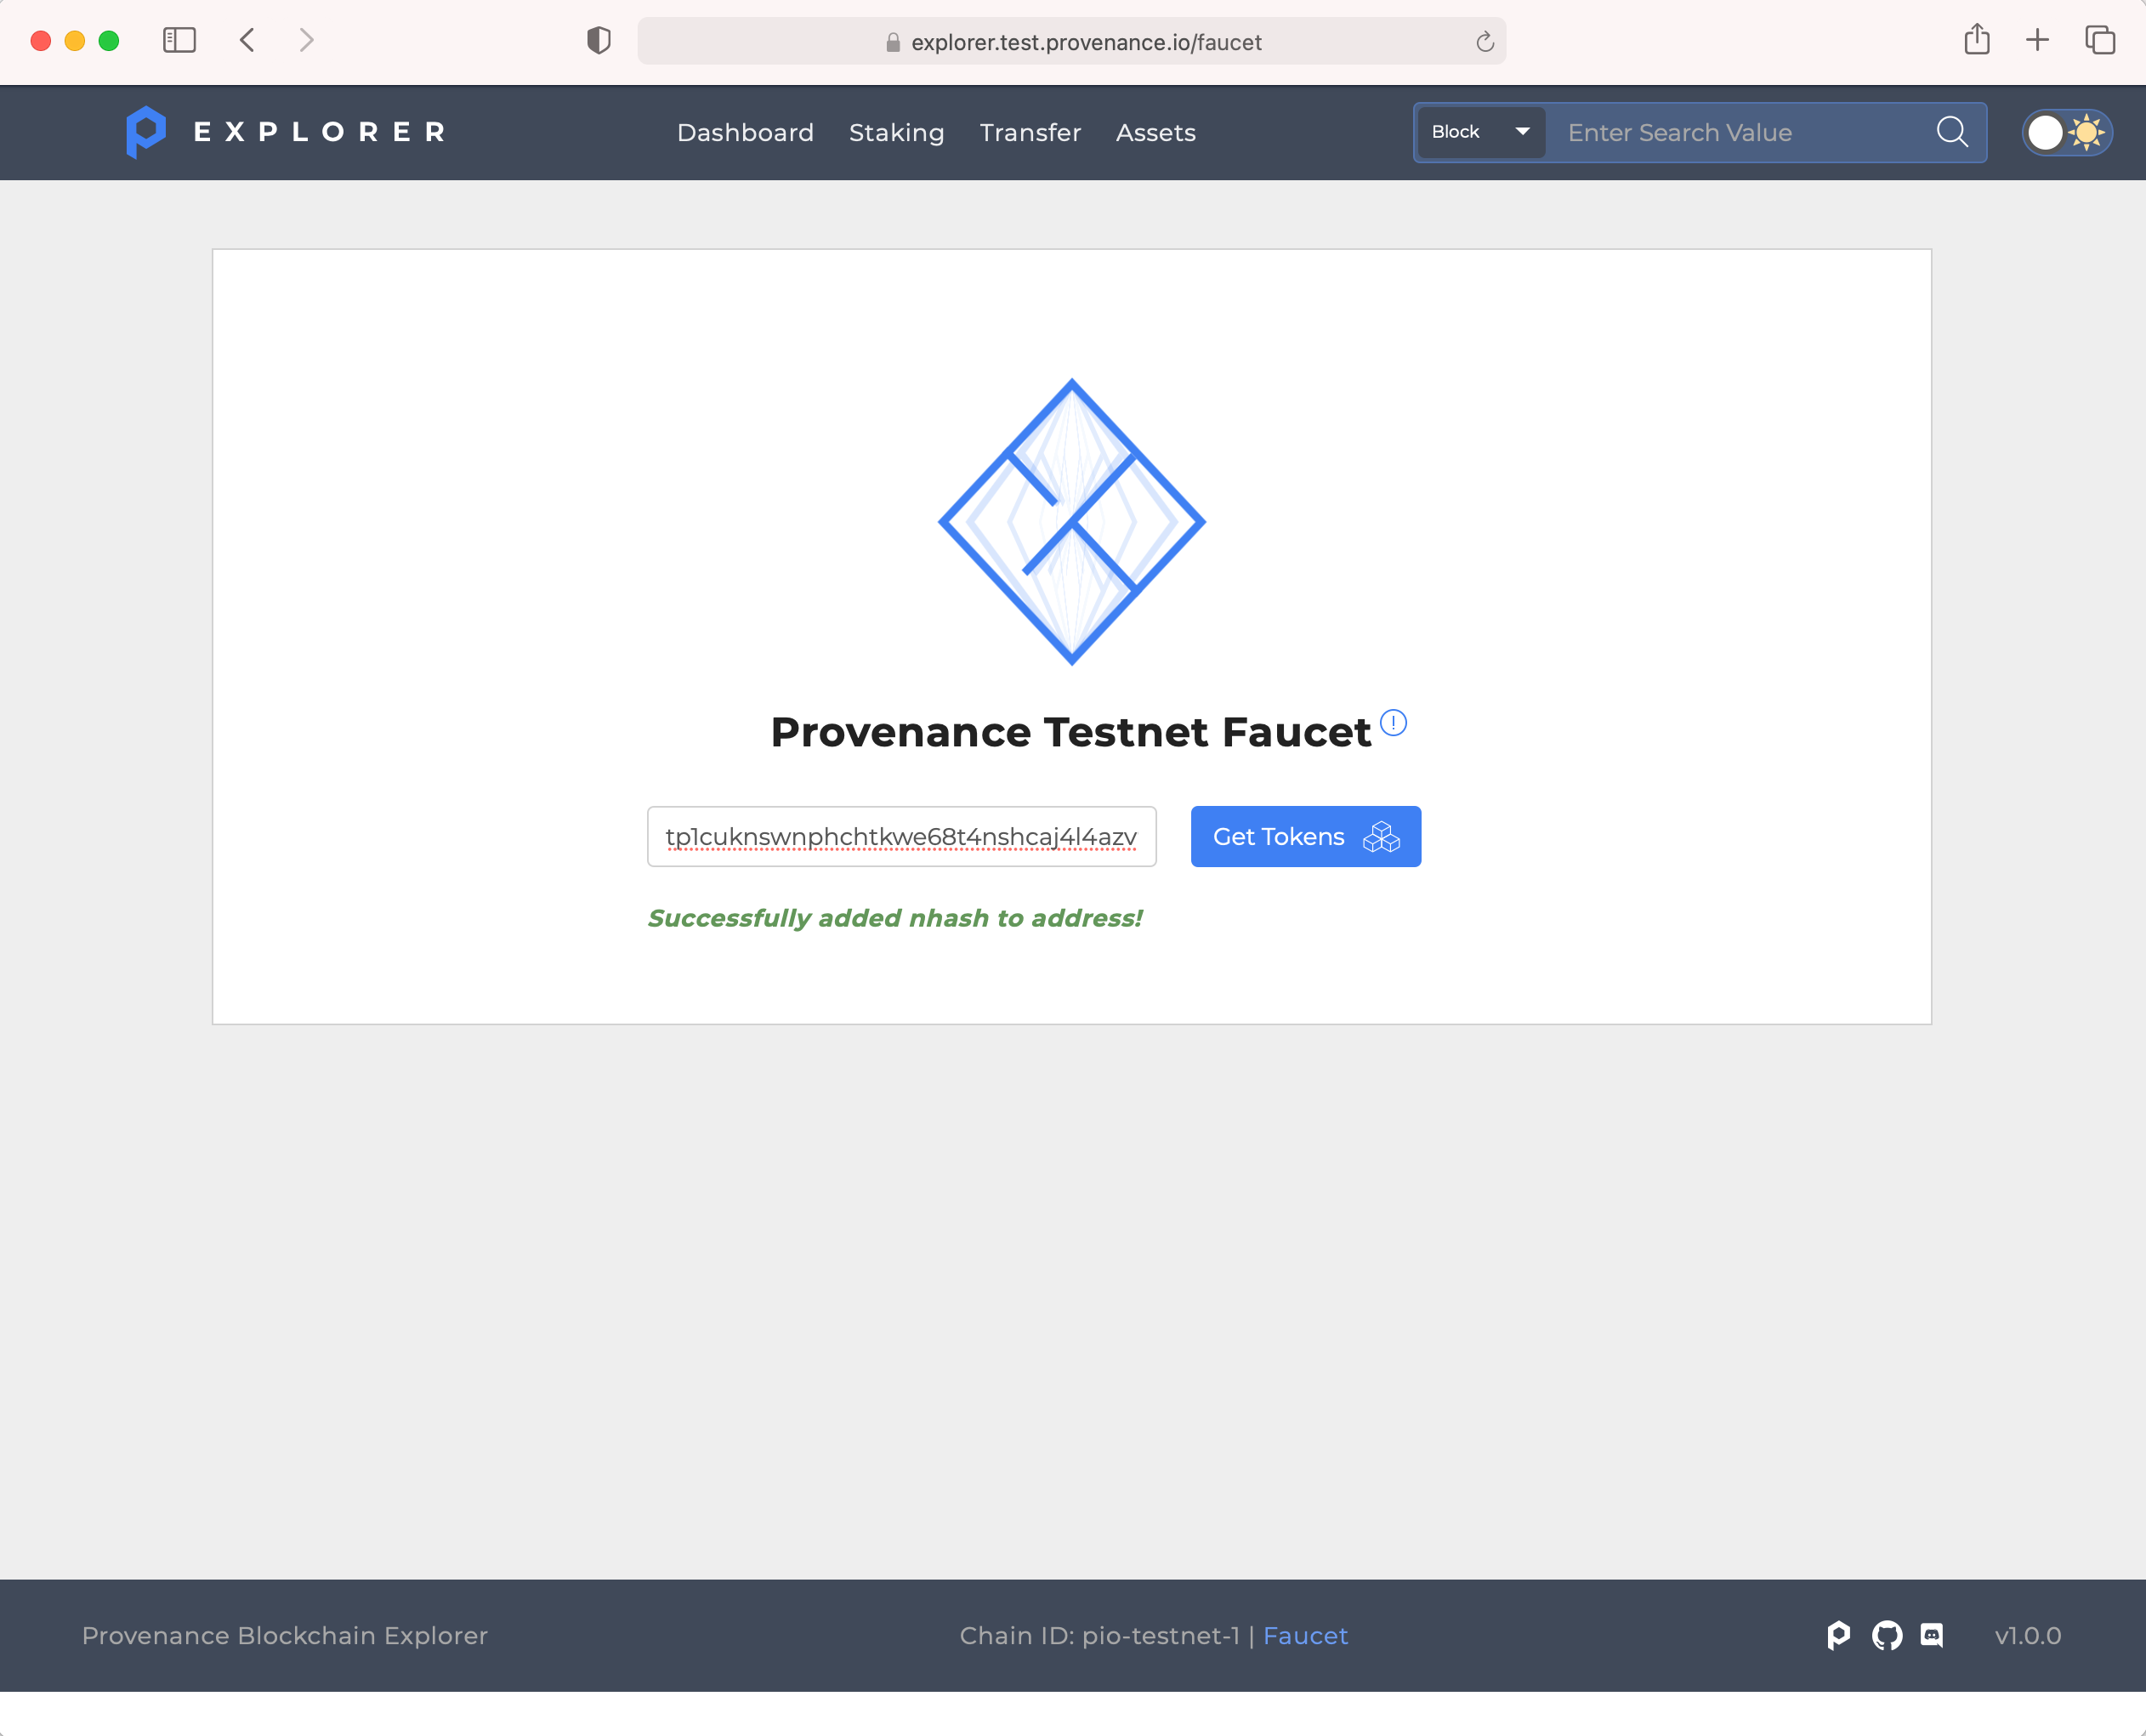 explorer.test.provenance.io/faucet
EXPLORER
Dashboard Staking Transfer Assets
Block Enter Search Value
Provenance Testnet Faucet
tp1cuknswnphchtkwe68t4nshcaj4l4azv
Get Tokens
Successfully added nhash to address!
Provenance Blockchain Explorer
Chain ID: pio-testnet-1 | Faucet
v1.0.0